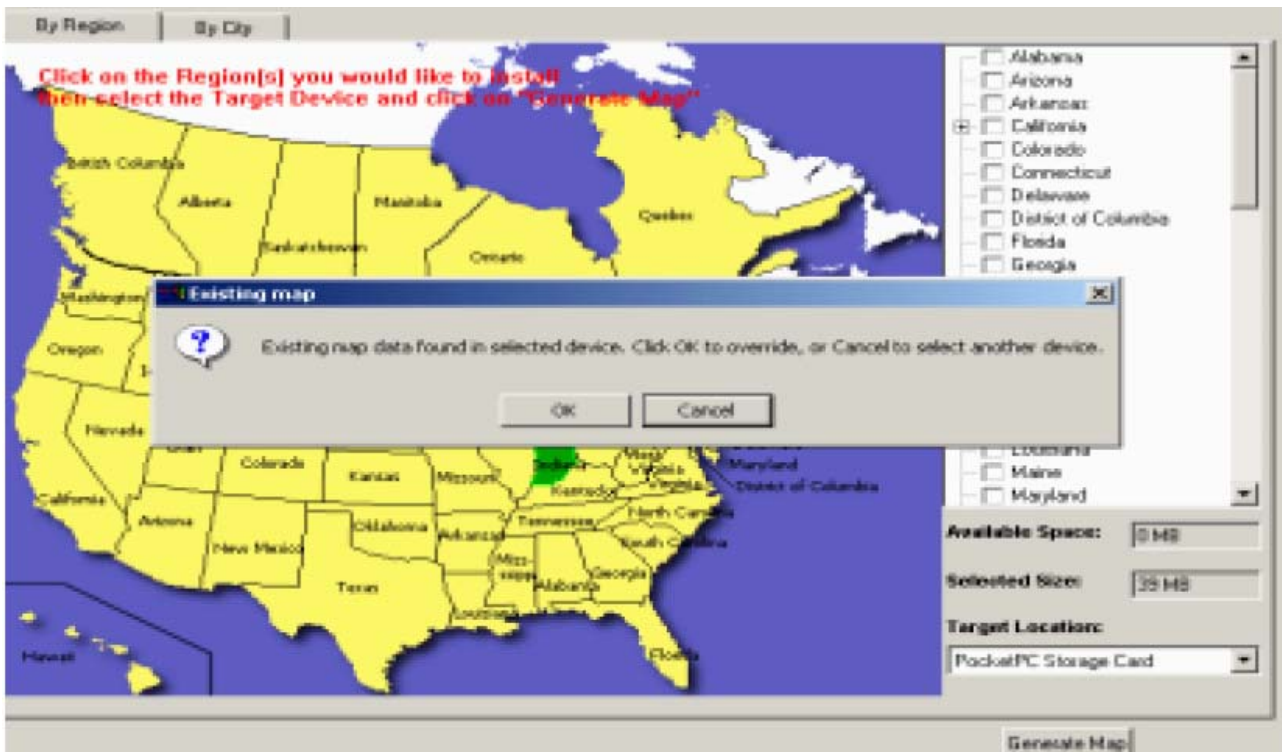 By Region
By City
Click on the Region[s] you would like to install
then select the Target Device and click on "Generate Map"
British Columbia
Alberta
Saskatchewan
Manitoba
Ontario
Quebec
Washington
Oregon
Nevada
California
Arizona
Colorado
New Mexico
Kansas
Oklahoma
Texas
Missouri
Arkansas
Louisiana
Indiana
Kentucky
Tennessee
Miss-
issippi
Alabama
Georgia
Florida
West
Virginia
Virginia
North Carolina
South Carolina
Maryland
District of Columbia
Hawaii
Existing map
Existing map data found in selected device. Click OK to override, or Cancel to select another device.
OK
Cancel
Alabama
Arizona
Arkansas
California
Colorado
Connecticut
Delaware
District of Columbia
Florida
Georgia
Louisiana
Maine
Maryland
Available Space:
0 MB
Selected Size:
39 MB
Target Location:
PocketPC Storage Card
Generate Map